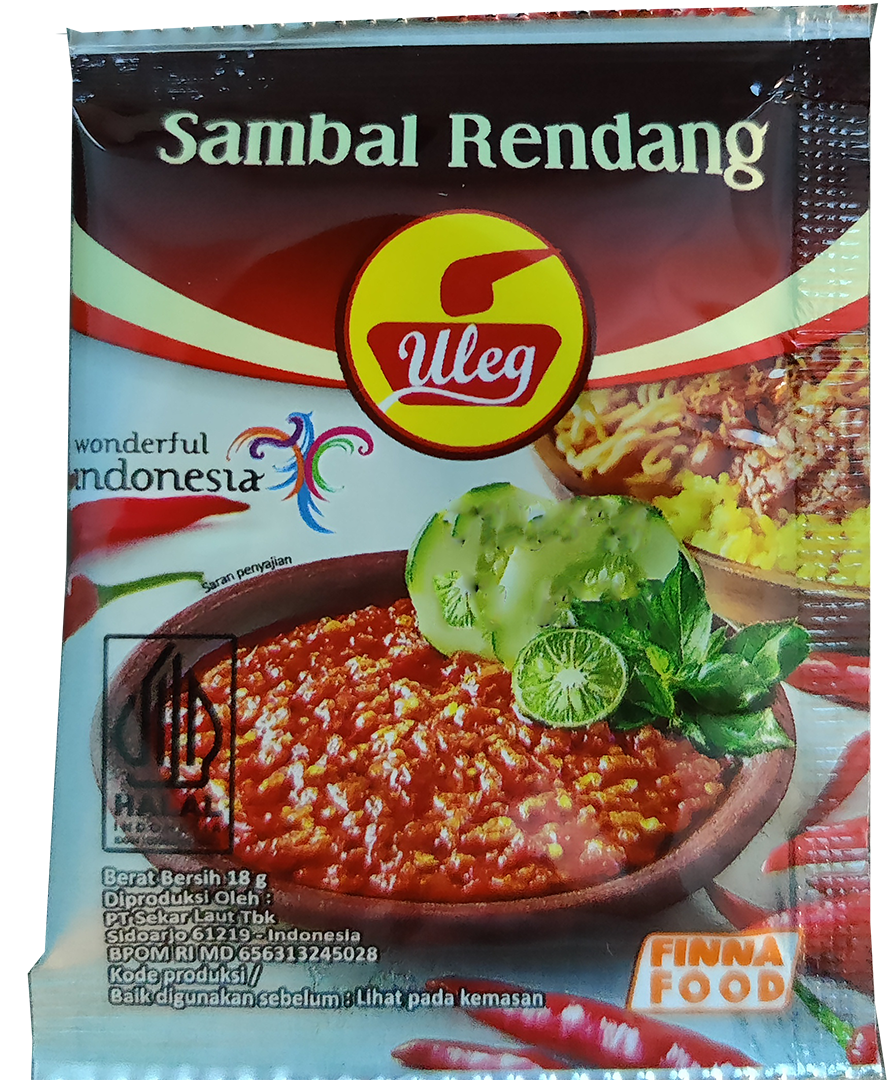 Sambal Rendang
Uleg
wonderful
indonesia
Saran penyajian
HALAL
INDONESIA
Berat Bersih 18 g
Diproduksi Oleh :
PT Sekar Laut Tbk
Sidoarjo 61219 - Indonesia
BPOM RI MD 656313245028
Kode produksi /
Baik digunakan sebelum : Lihat pada kemasan
FINNA
FOOD